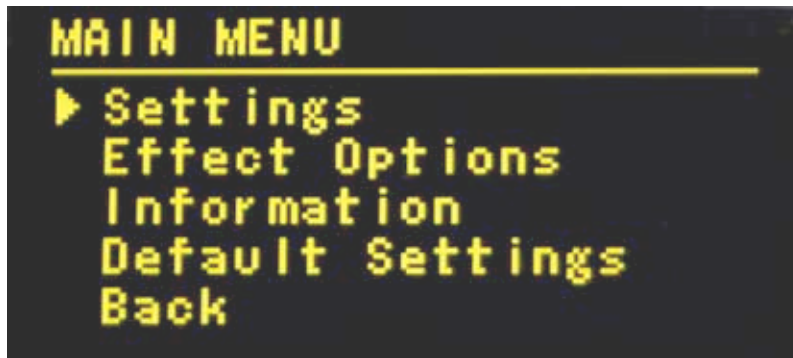 MAIN MENU
Settings
Effect Options
Information
Default Settings
Back